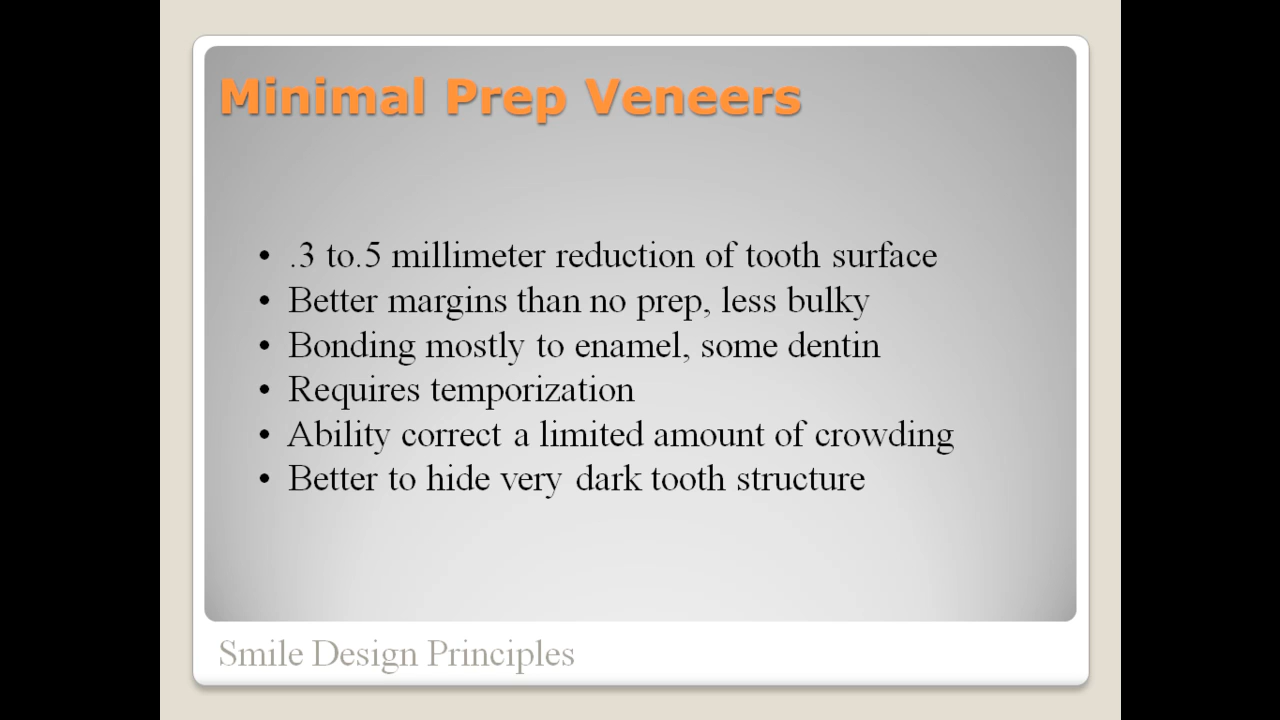 Minimal Prep Veneers
• .3 to.5 millimeter reduction of tooth surface
• Better margins than no prep, less bulky
• Bonding mostly to enamel, some dentin
• Requires temporization
• Ability correct a limited amount of crowding
• Better to hide very dark tooth structure
Smile Design Principles